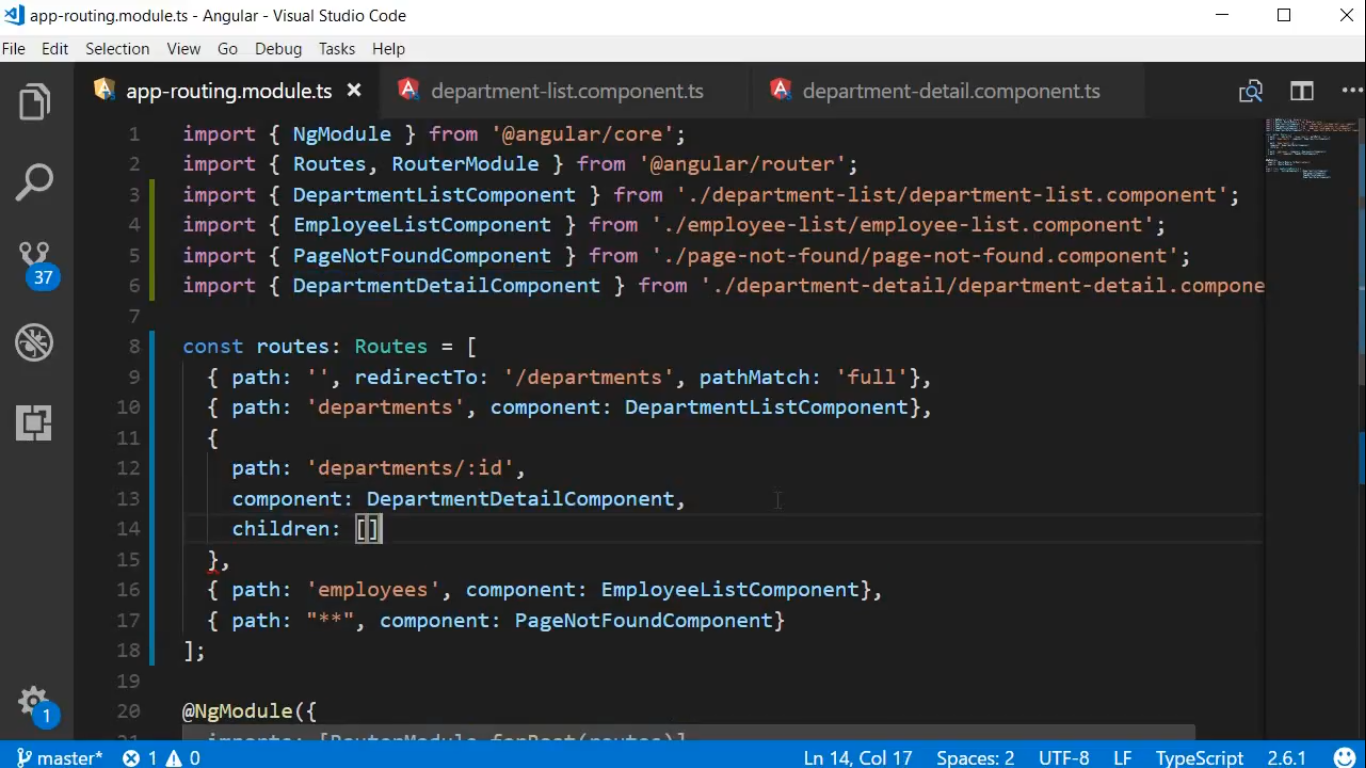 app-routing.module.ts - Angular - Visual Studio Code
File Edit Selection View Go Debug Tasks Help
app-routing.module.ts department-list.component.ts department-detail.component.ts
1 import { NgModule } from '@angular/core';
2 import { Routes, RouterModule } from '@angular/router';
3 import { DepartmentListComponent } from './department-list/department-list.component';
4 import { EmployeeListComponent } from './employee-list/employee-list.component';
5 import { PageNotFoundComponent } from './page-not-found/page-not-found.component';
6 import { DepartmentDetailComponent } from './department-detail/department-detail.compone
7
37
8 const routes: Routes = [
9 { path: '', redirectTo: '/departments', pathMatch: 'full'},
10 { path: 'departments', component: DepartmentListComponent},
11 {
12 path: 'departments/:id',
13 component: DepartmentDetailComponent,
14 children: []
15 },
16 { path: 'employees', component: EmployeeListComponent},
17 { path: "**", component: PageNotFoundComponent}
18 ];
19
20 @NgModule({
1
21 imports: [RouterModule.forRoot(routes)],
master* 1 0 Ln 14, Col 17 Spaces: 2 UTF-8 LF TypeScript 2.6.1